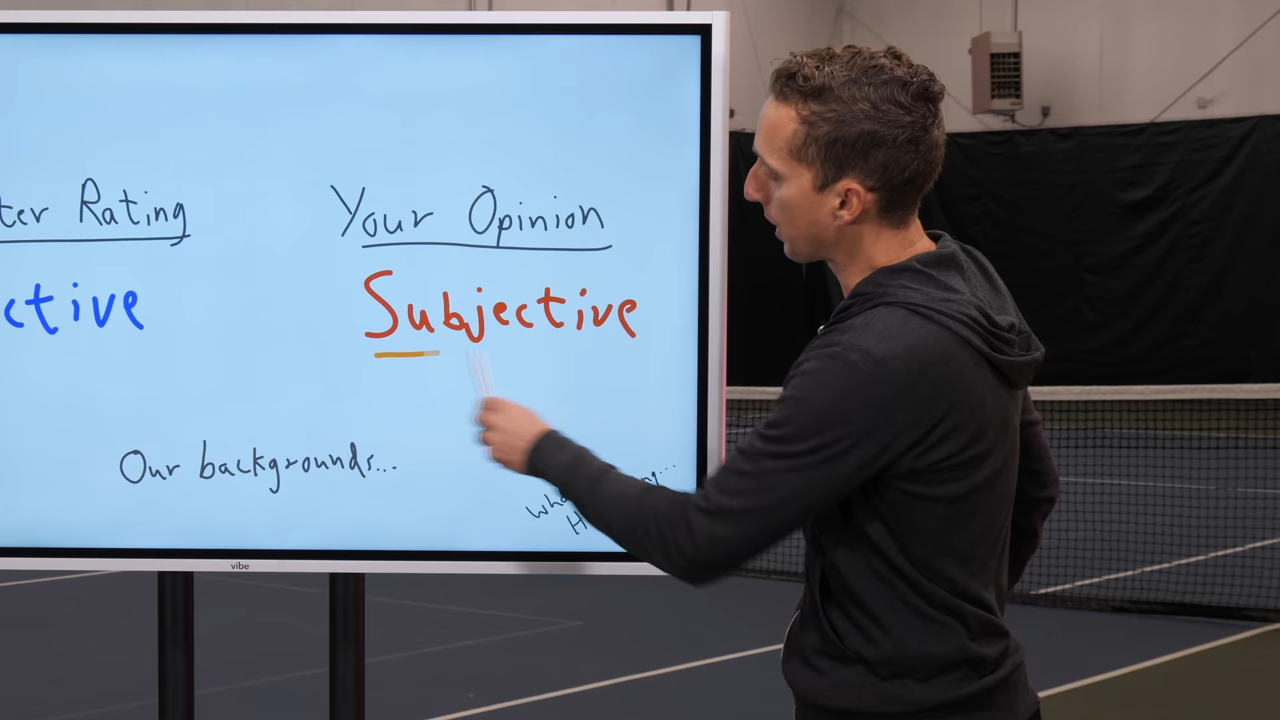 ter Rating
Your Opinion
ctive
Subjective
Our backgrounds...
vibe